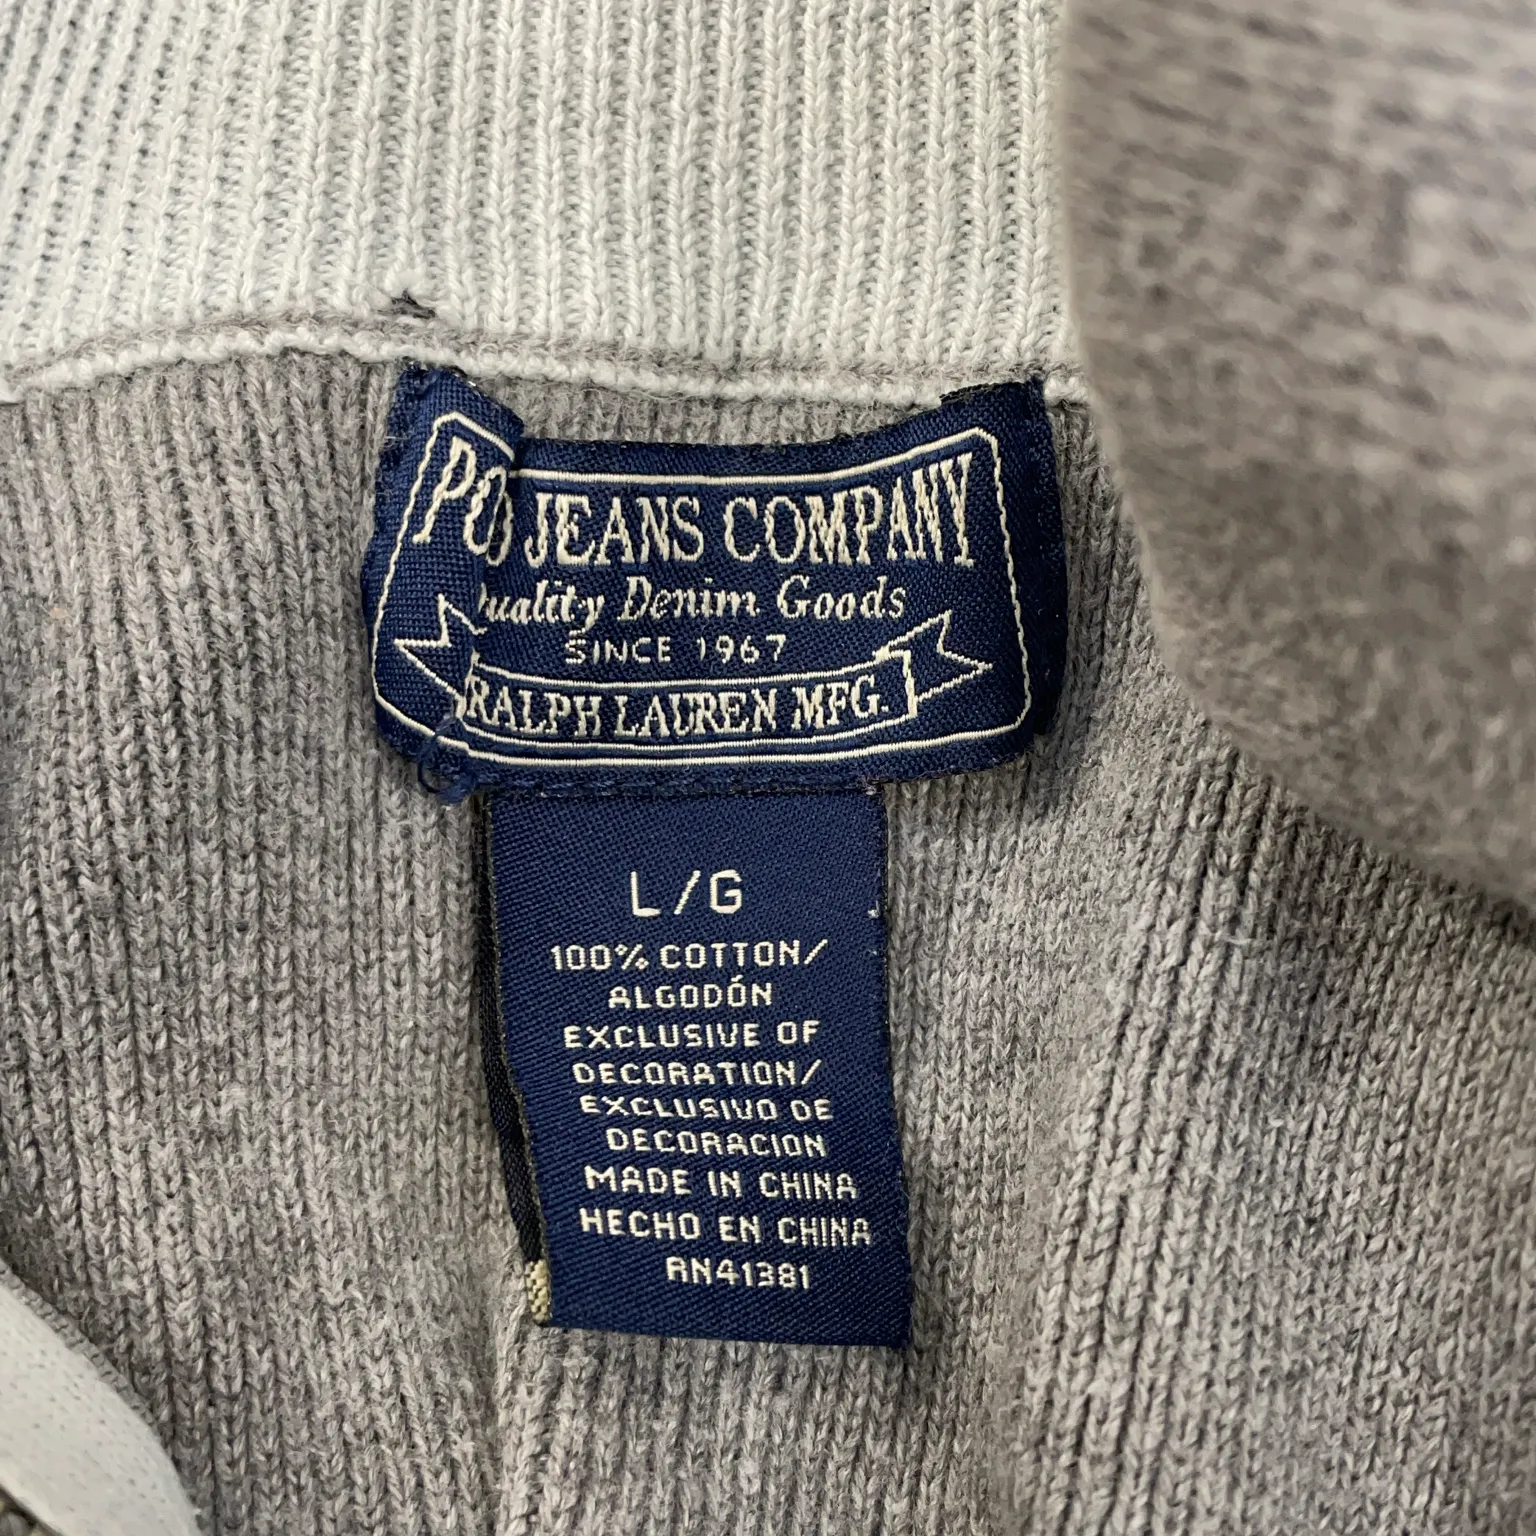 JEANS COMPANY
Denim Goods
SINCE 1967
RALPH LAUREN MFG.
L/G
100% COTTON/
ALGODÓN
EXCLUSIVE OF
DECORATION/
EXCLUSIVO DE
DECORACION
MADE IN CHINA
HECHO EN CHINA
RN41381